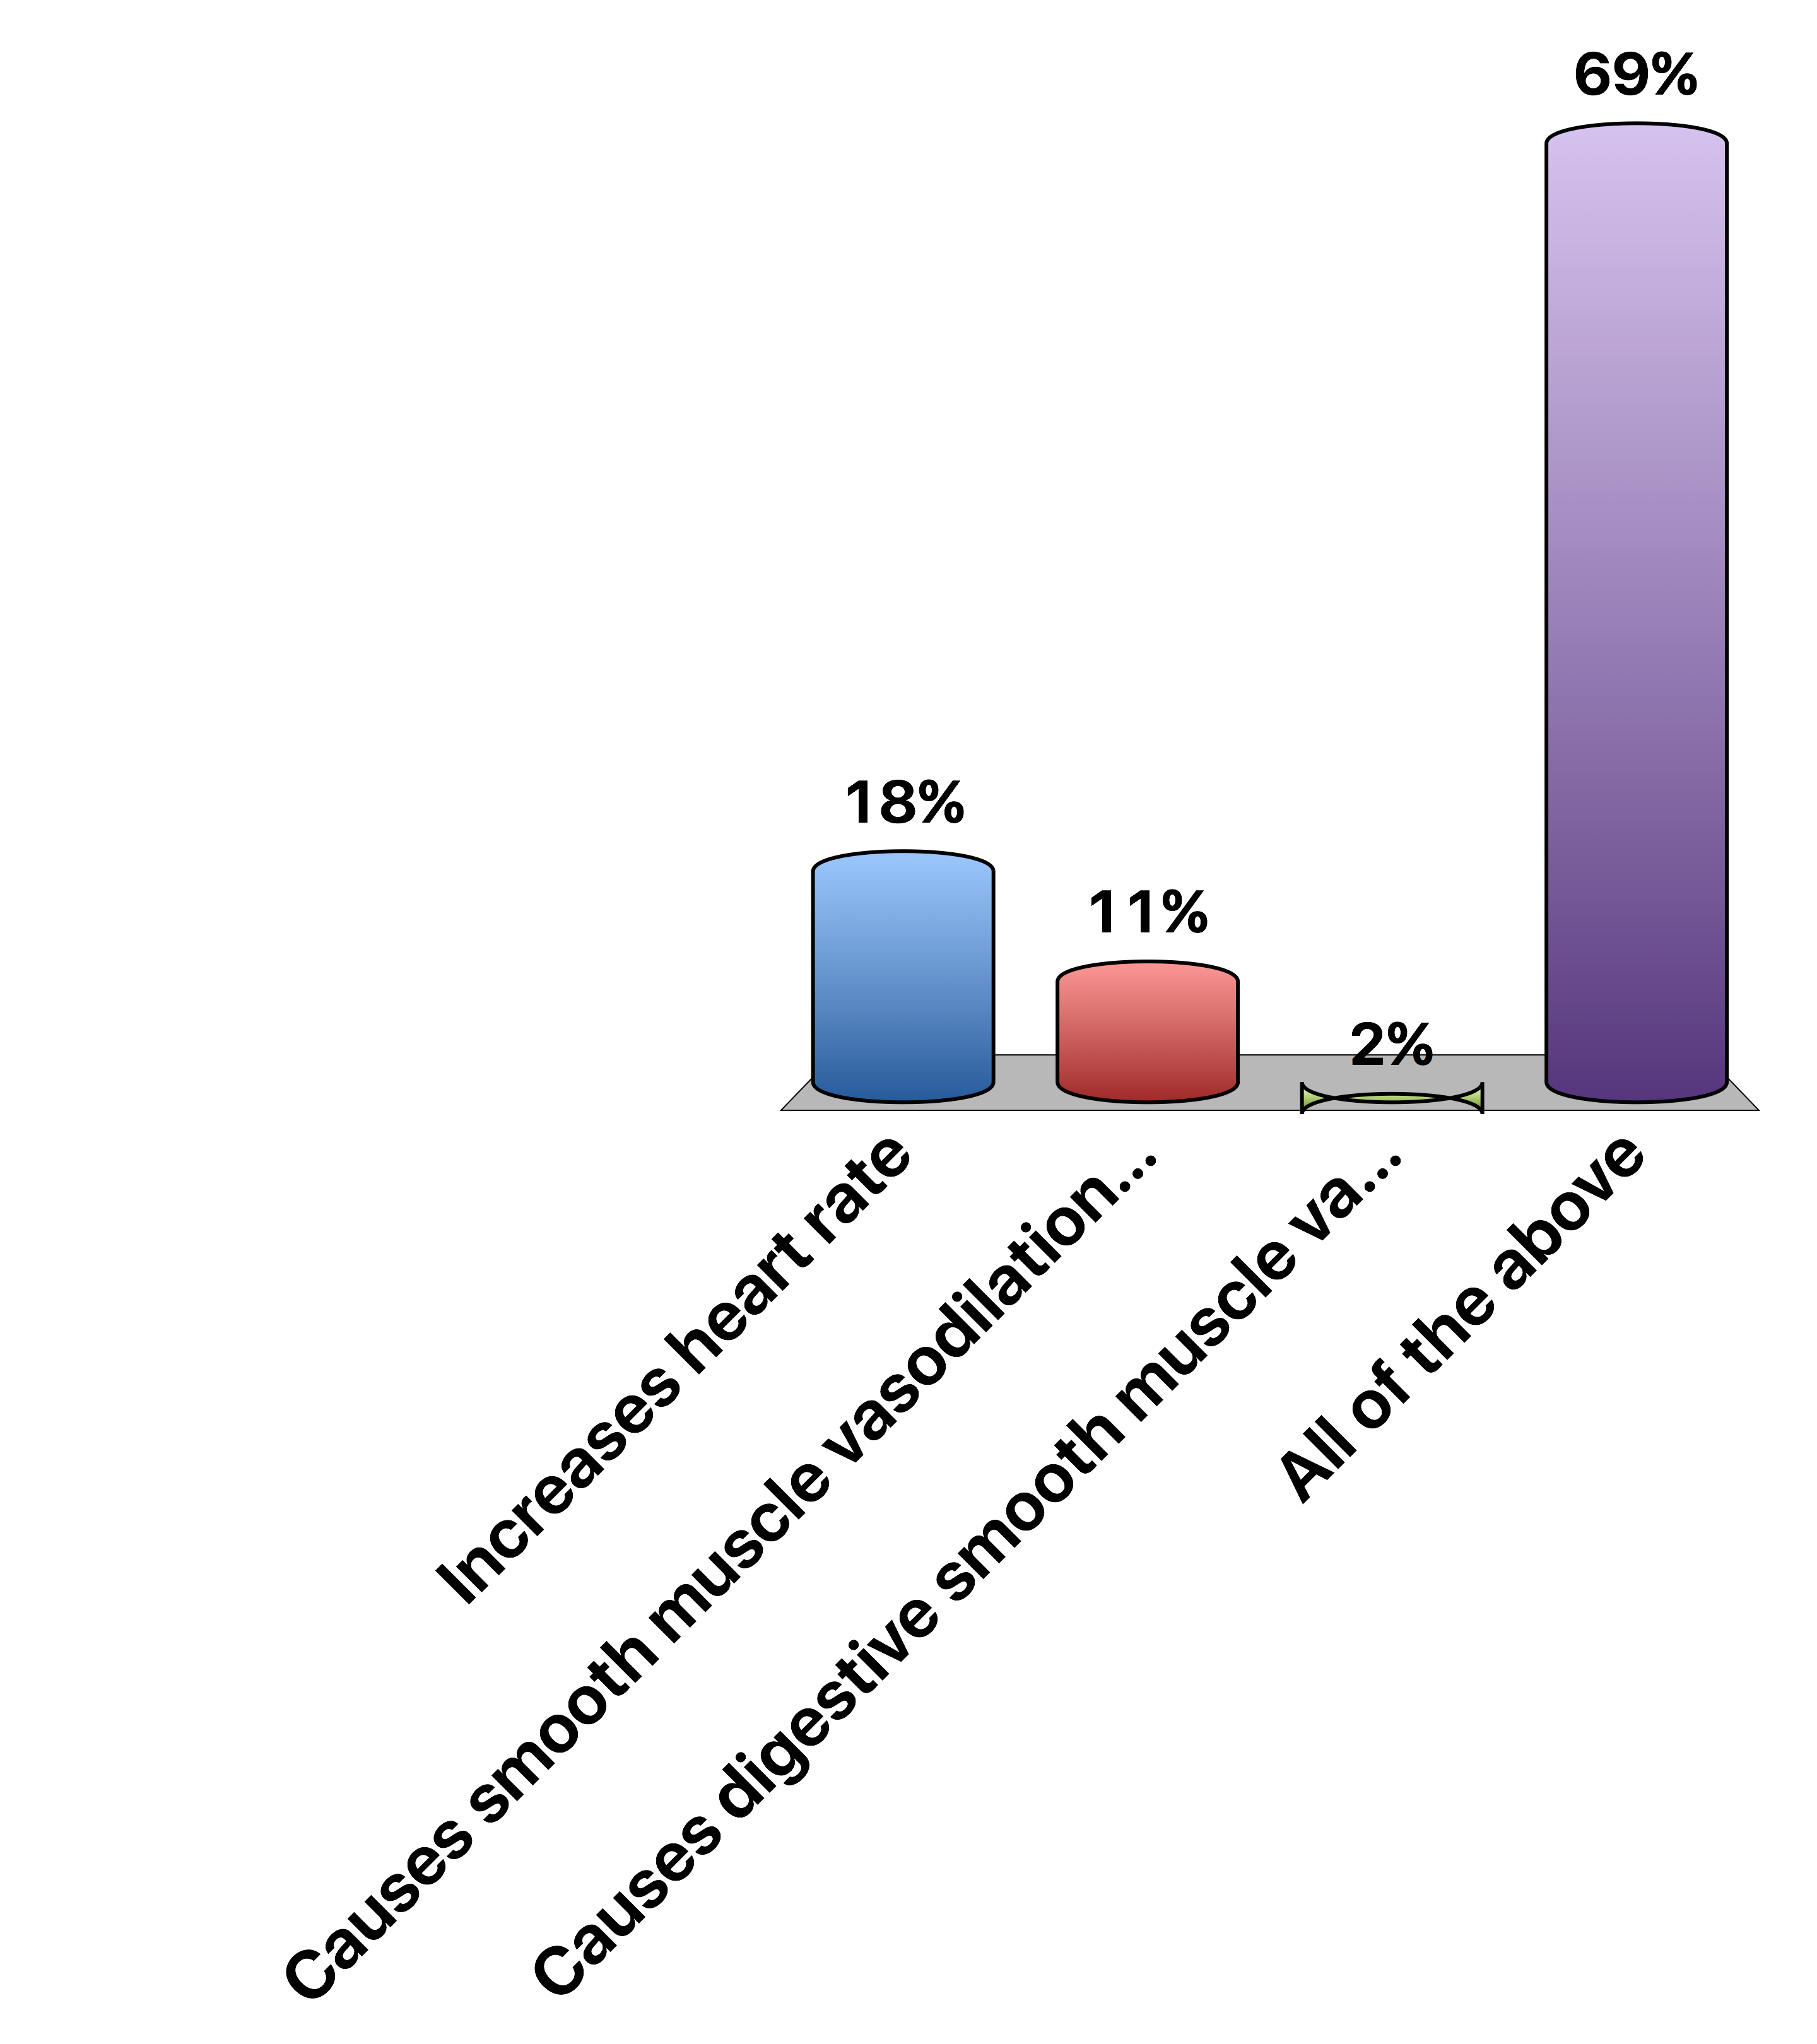 69%
18%
11%
2%
Increases heart rate
Causes smooth muscle vasodilation...
Causes digestive smooth muscle va...
All of the above